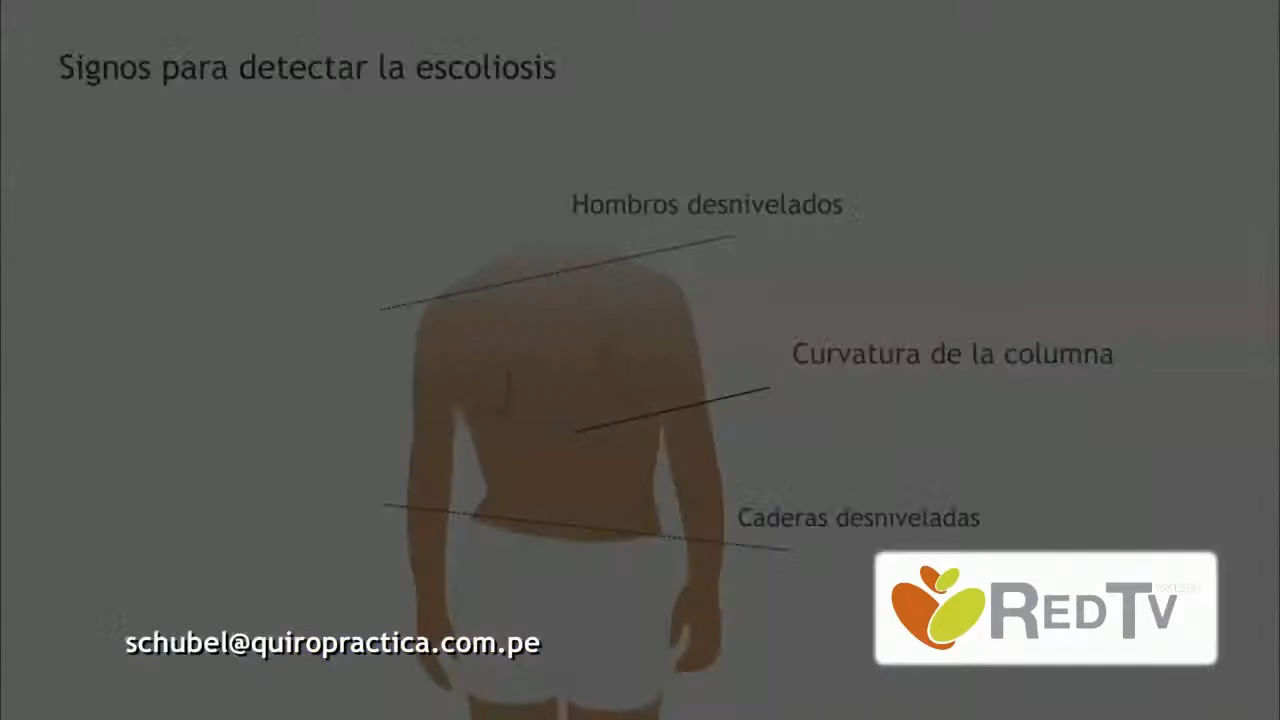 Signos para detectar la escoliosis
Hombros desnivelados
Curvatura de la columna
Caderas desniveladas
schubel@quiropractica.com.pe
REDTV